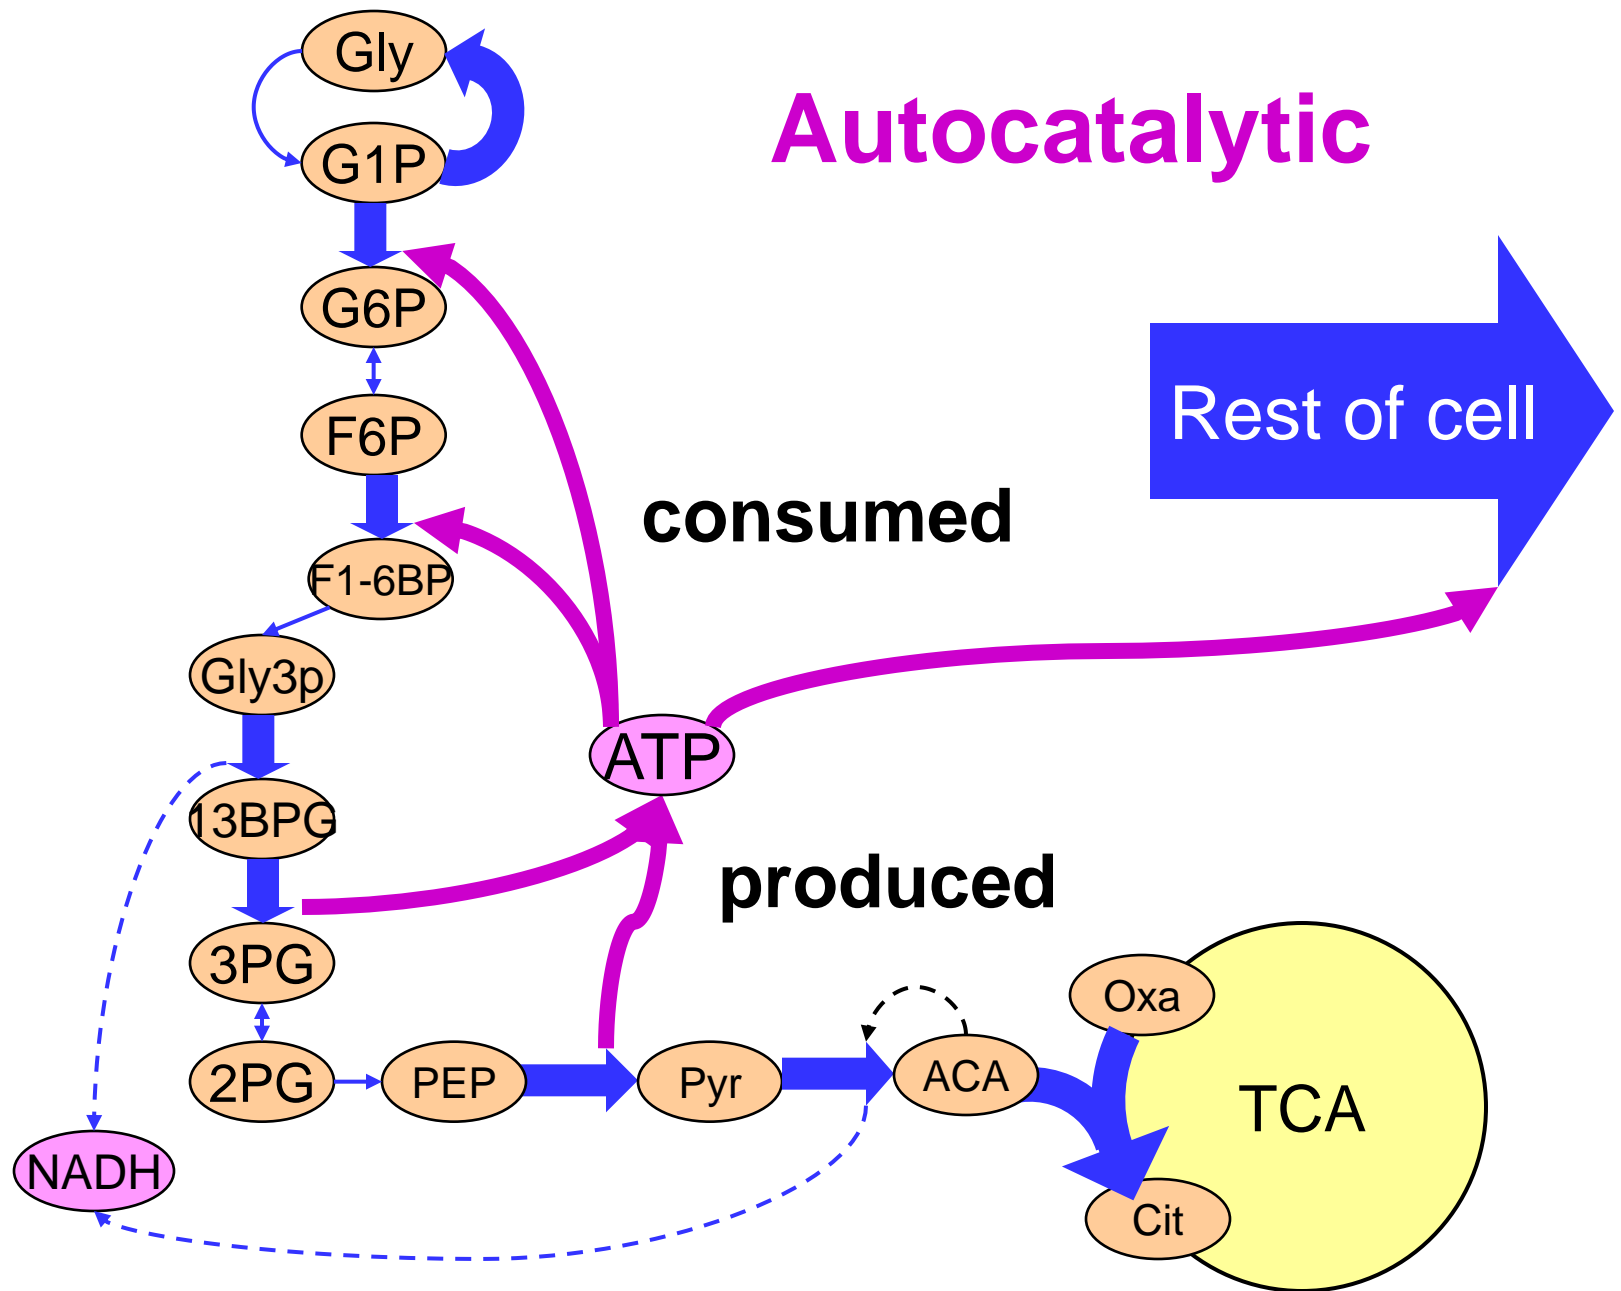 Gly
Autocatalytic
G1P
G6P
Rest of cell
F6P
consumed
F1-6BP
Gly3p
ATP
13BPG
produced
3PG
Oxa
2PG
PEP
Pyr
ACA
TCA
NADH
Cit